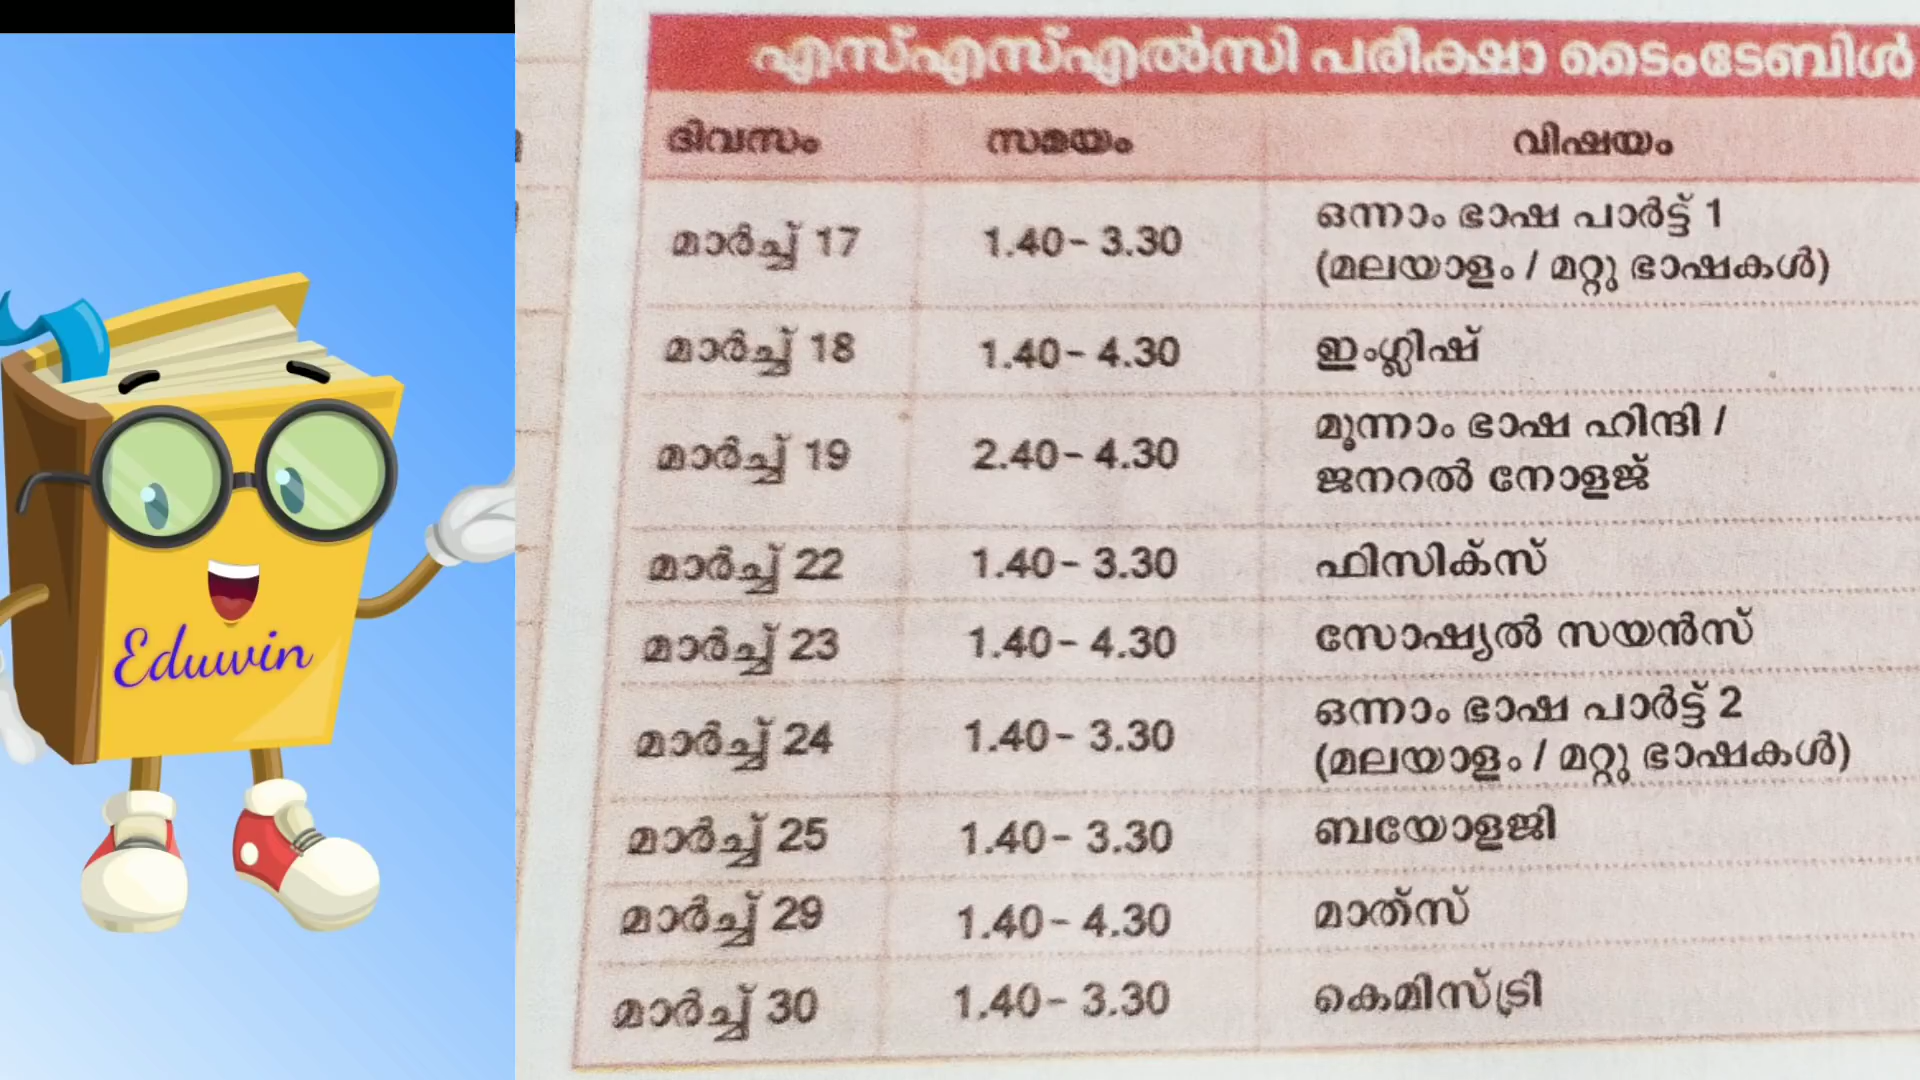 എസ്എസ്എൽസി പരീക്ഷാ ടൈംടേബിൾ
ദിവസം സമയം വിഷയം
മാർച്ച് 17 1.40- 3.30 ഒന്നാം ഭാഷ പാർട്ട് 1
(മലയാളം / മറ്റു ഭാഷകൾ)
മാർച്ച് 18 1.40- 4.30 ഇംഗ്ലിഷ്
മാർച്ച് 19 2.40- 4.30 മൂന്നാം ഭാഷ ഹിന്ദി /
ജനറൽ നോളജ്
മാർച്ച് 22 1.40- 3.30 ഫിസിക്സ്
മാർച്ച് 23 1.40- 4.30 സോഷ്യൽ സയൻസ്
മാർച്ച് 24 1.40- 3.30 ഒന്നാം ഭാഷ പാർട്ട് 2
(മലയാളം / മറ്റു ഭാഷകൾ)
മാർച്ച് 25 1.40- 3.30 ബയോളജി
മാർച്ച് 29 1.40- 4.30 മാത്‌സ്
മാർച്ച് 30 1.40- 3.30 കെമിസ്ട്രി
Eduwin